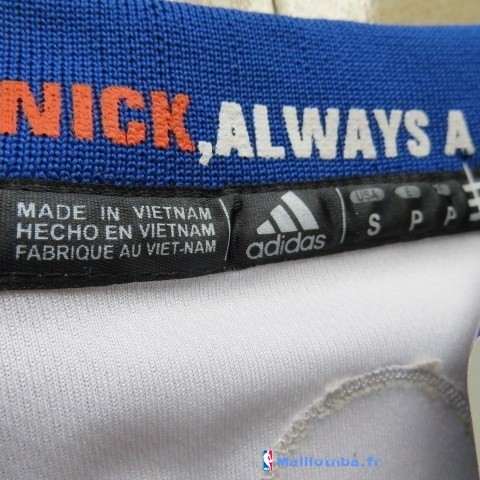 NICK, ALWAYS A
MADE IN VIETNAM
HECHO EN VIETNAM
FABRIQUE AU VIET-NAM
adidas
USA
S P P
Maillotnba.fr